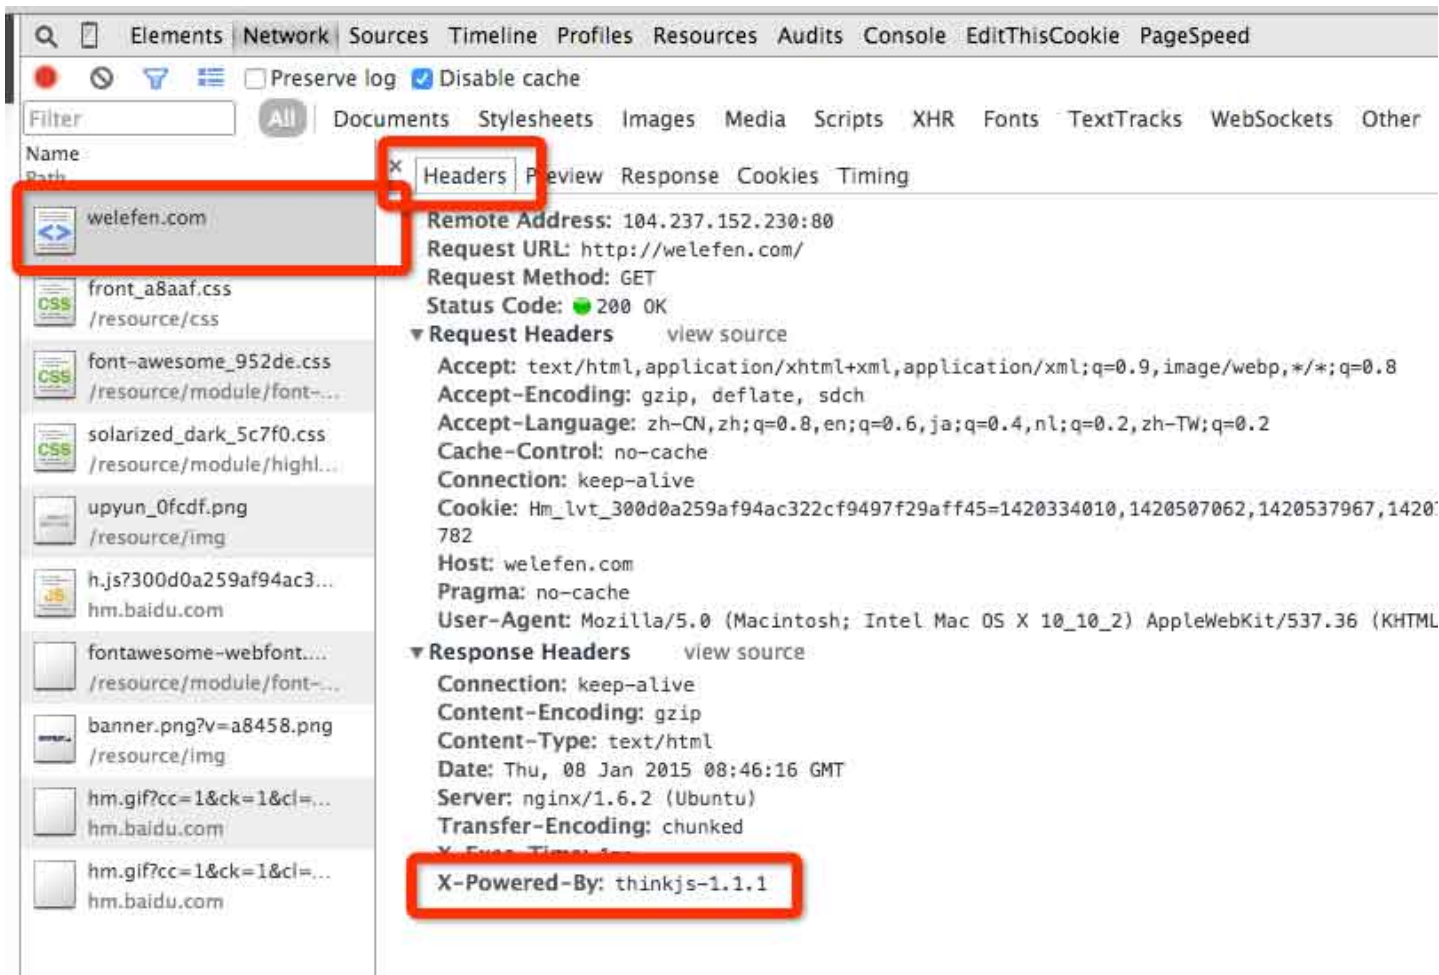 Elements Network Sources Timeline Profiles Resources Audits Console EditThisCookie PageSpeed
Preserve log Disable cache
Filter All Documents Stylesheets Images Media Scripts XHR Fonts TextTracks WebSockets Other
Name
Path
× Headers Preview Response Cookies Timing
welefen.com
front_a8aaf.css
/resource/css
font-awesome_952de.css
/resource/module/font-...
solarized_dark_5c7f0.css
/resource/module/highl...
upyun_0fcdf.png
/resource/img
h.js?300d0a259af94ac3...
hm.baidu.com
fontawesome-webfont....
/resource/module/font-...
banner.png?v=a8458.png
/resource/img
hm.gif?cc=1&ck=1&cl=...
hm.baidu.com
hm.gif?cc=1&ck=1&cl=...
hm.baidu.com
Remote Address: 104.237.152.230:80
Request URL: http://welefen.com/
Request Method: GET
Status Code: 200 OK
Request Headers view source
Accept: text/html,application/xhtml+xml,application/xml;q=0.9,image/webp,*/*;q=0.8
Accept-Encoding: gzip, deflate, sdch
Accept-Language: zh-CN,zh;q=0.8,en;q=0.6,ja;q=0.4,nl;q=0.2,zh-TW;q=0.2
Cache-Control: no-cache
Connection: keep-alive
Cookie: Hm_lvt_300d0a259af94ac322cf9497f29aff45=1420334010,1420507062,1420537967,1420
782
Host: welefen.com
Pragma: no-cache
User-Agent: Mozilla/5.0 (Macintosh; Intel Mac OS X 10_10_2) AppleWebKit/537.36 (KHTML
Response Headers view source
Connection: keep-alive
Content-Encoding: gzip
Content-Type: text/html
Date: Thu, 08 Jan 2015 08:46:16 GMT
Server: nginx/1.6.2 (Ubuntu)
Transfer-Encoding: chunked
X-Powered-By: thinkjs-1.1.1